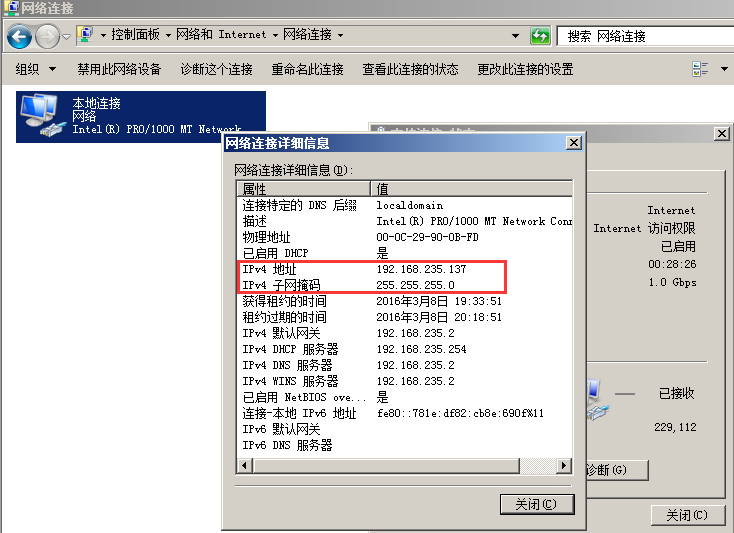 网络连接
控制面板 网络和 Internet 网络连接
搜索 网络连接
组织 禁用此网络设备 诊断这个连接 重命名此连接 查看此连接的状态 更改此连接的设置
本地连接
网络
Intel(R) PRO/1000 MT Network
网络连接详细信息
网络连接详细信息(D):
属性 值
连接特定的 DNS 后缀 localdomain
描述 Intel(R) PRO/1000 MT Network Conn
物理地址 00-0C-29-90-0B-FD
已启用 DHCP 是
IPv4 地址 192.168.235.137
IPv4 子网掩码 255.255.255.0
获得租约的时间 2016年3月8日 19:33:51
租约过期的时间 2016年3月8日 20:18:51
IPv4 默认网关 192.168.235.2
IPv4 DHCP 服务器 192.168.235.254
IPv4 DNS 服务器 192.168.235.2
IPv4 WINS 服务器 192.168.235.2
已启用 NetBIOS ove... 是
连接-本地 IPv6 地址 fe80::781e:df82:cb8e:690f%11
IPv6 默认网关
IPv6 DNS 服务器
关闭(C)
Internet
Internet 访问权限
已启用
00:28:26
1.0 Gbps
已接收
229,112
诊断(G)
关闭(C)